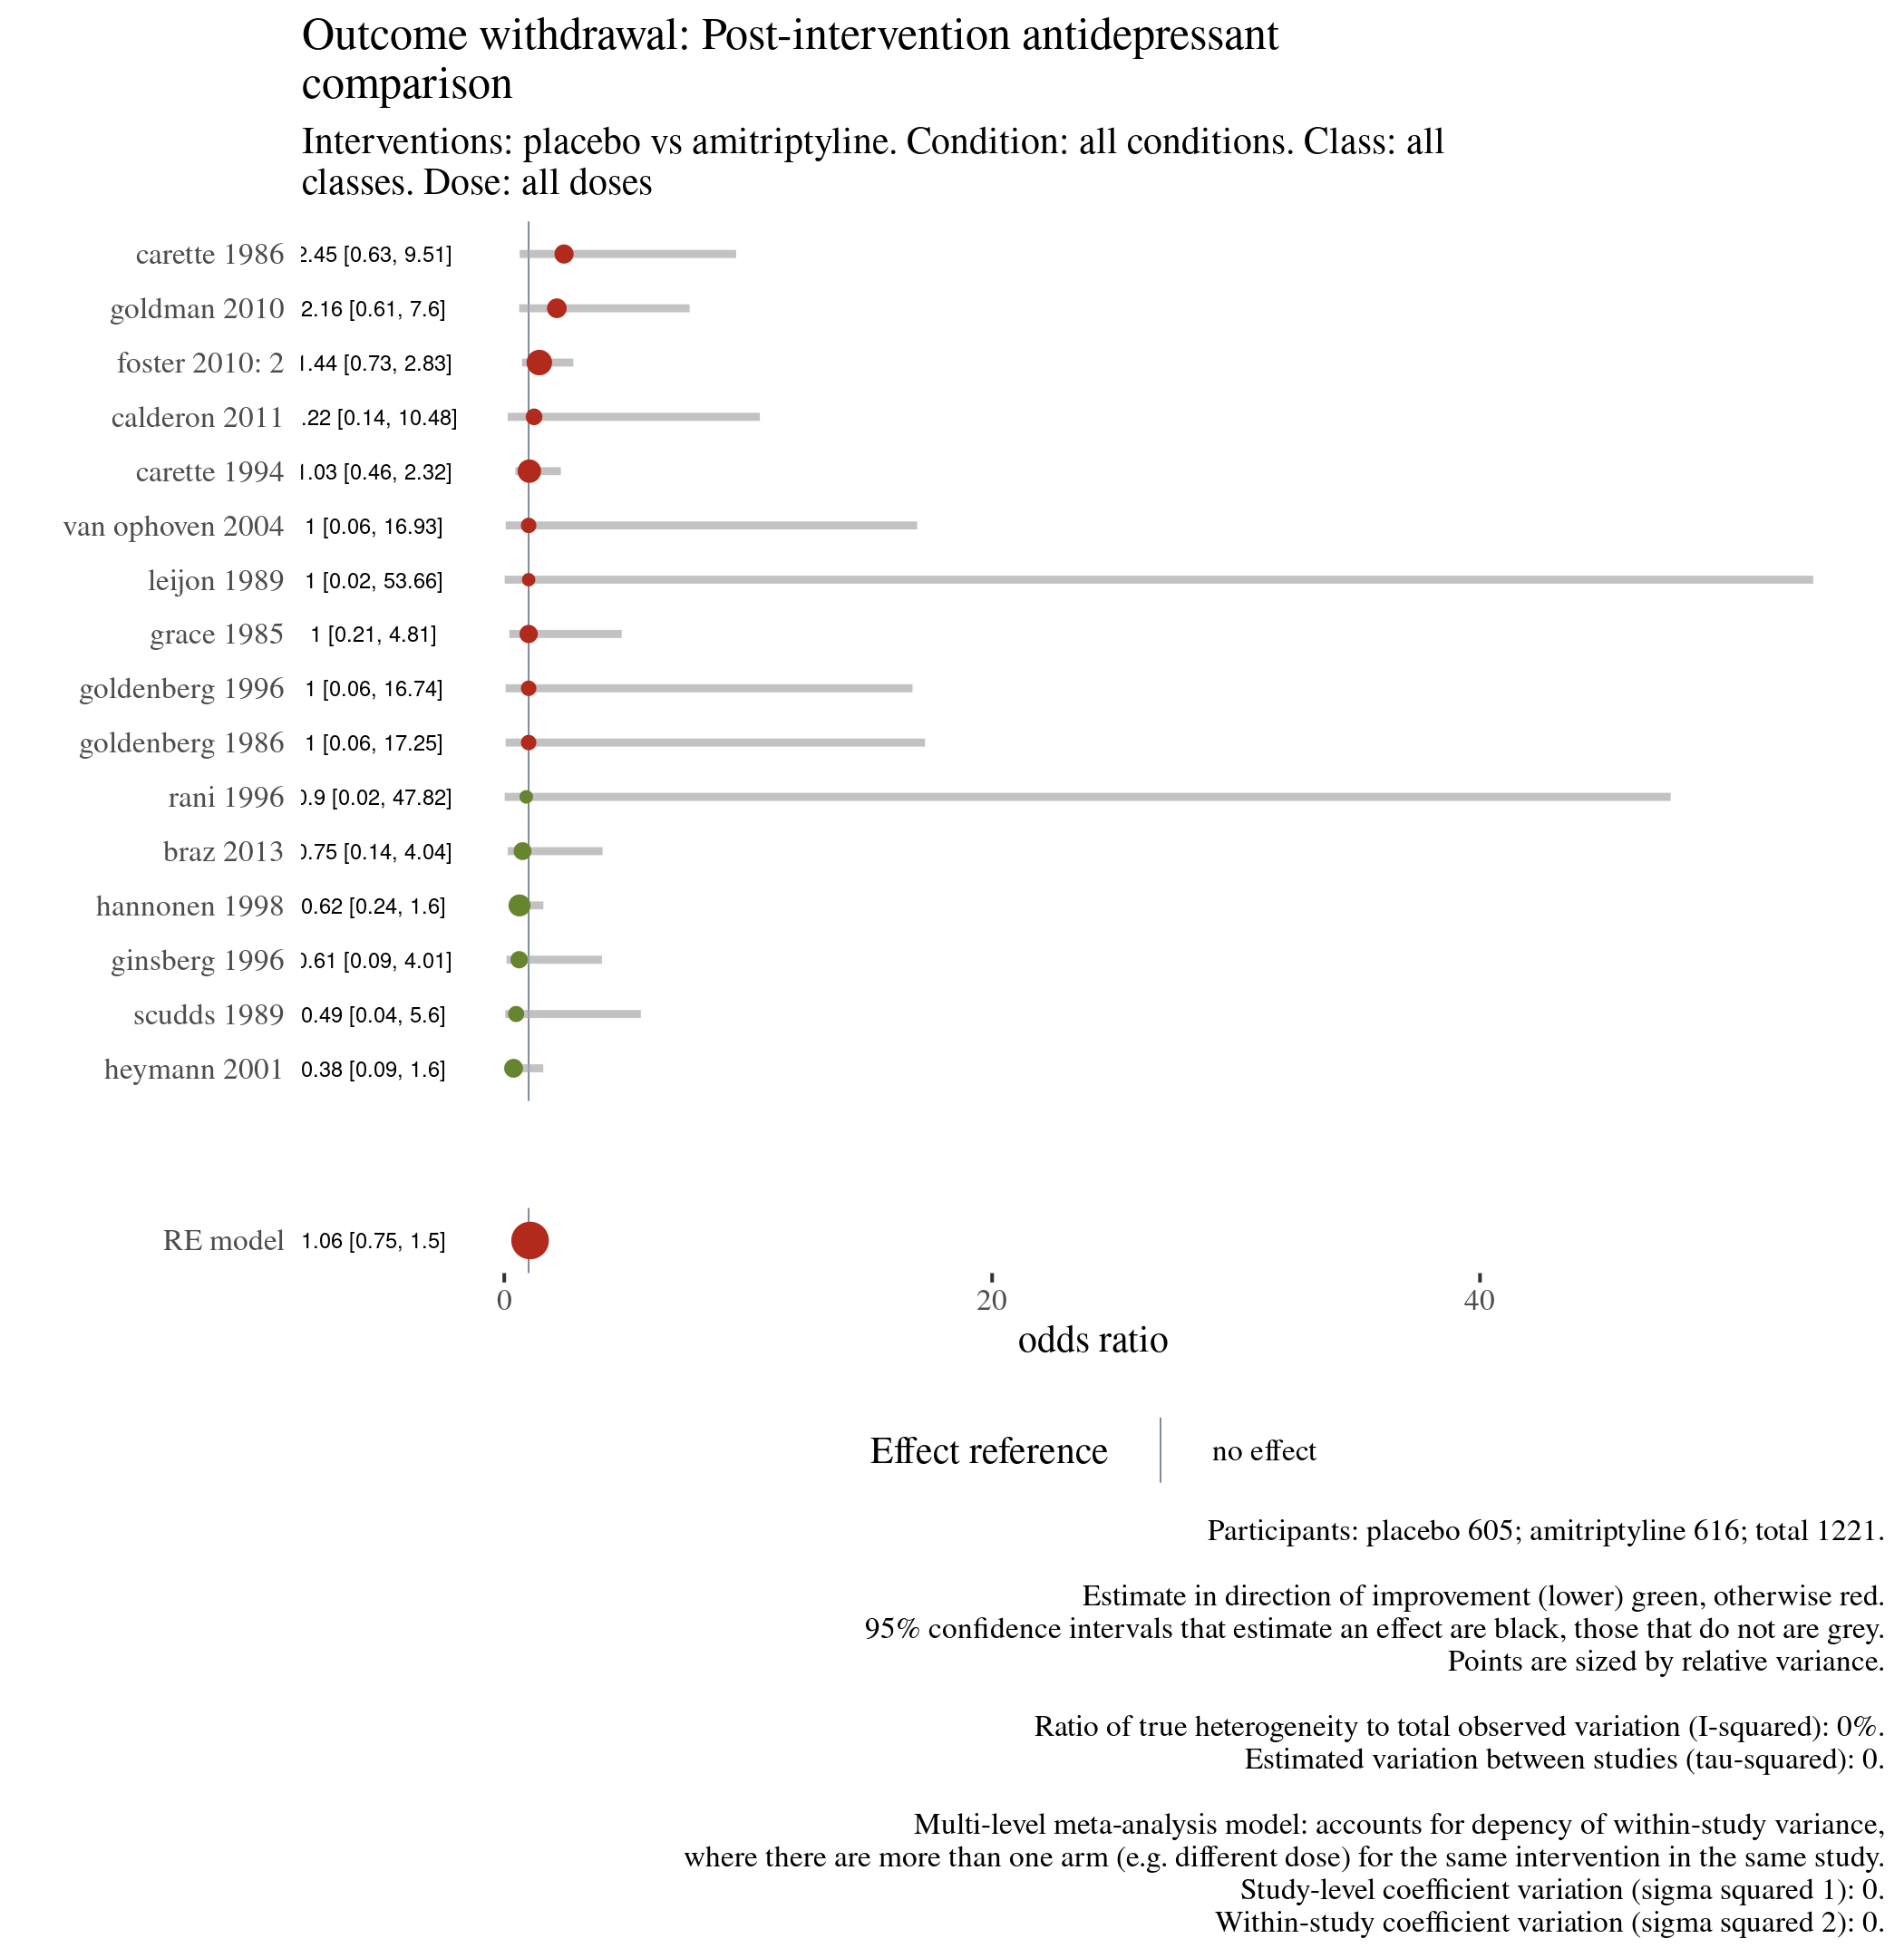 Outcome withdrawal: Post-intervention antidepressant
comparison
Interventions: placebo vs amitriptyline. Condition: all conditions. Class: all
classes. Dose: all doses
carette 1986 2.45 [0.63, 9.51]
goldman 2010 2.16 [0.61, 7.6]
foster 2010: 2 1.44 [0.73, 2.83]
calderon 2011 .22 [0.14, 10.48]
carette 1994 1.03 [0.46, 2.32]
van ophoven 2004 1 [0.06, 16.93]
leijon 1989 1 [0.02, 53.66]
grace 1985 1 [0.21, 4.81]
goldenberg 1996 1 [0.06, 16.74]
goldenberg 1986 1 [0.06, 17.25]
rani 1996 0.9 [0.02, 47.82]
braz 2013 0.75 [0.14, 4.04]
hannonen 1998 0.62 [0.24, 1.6]
ginsberg 1996 0.61 [0.09, 4.01]
scudds 1989 0.49 [0.04, 5.6]
heymann 2001 0.38 [0.09, 1.6]
RE model 1.06 [0.75, 1.5]
0 20 40
odds ratio
Effect reference no effect
Participants: placebo 605; amitriptyline 616; total 1221.
Estimate in direction of improvement (lower) green, otherwise red.
95% confidence intervals that estimate an effect are black, those that do not are grey.
Points are sized by relative variance.
Ratio of true heterogeneity to total observed variation (I-squared): 0%.
Estimated variation between studies (tau-squared): 0.
Multi-level meta-analysis model: accounts for depency of within-study variance,
where there are more than one arm (e.g. different dose) for the same intervention in the same study.
Study-level coefficient variation (sigma squared 1): 0.
Within-study coefficient variation (sigma squared 2): 0.